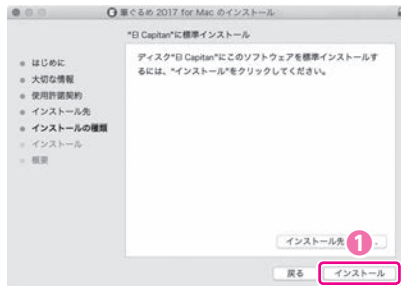 筆ぐるめ 2017 for Mac のインストール
"El Capitan"に標準インストール
はじめに
大切な情報
使用許諾契約
インストール先
インストールの種類
インストール
概要
ディスク"El Capitan"にこのソフトウェアを標準インストールす
るには、"インストール"をクリックしてください。
インストール先
1
戻る
インストール